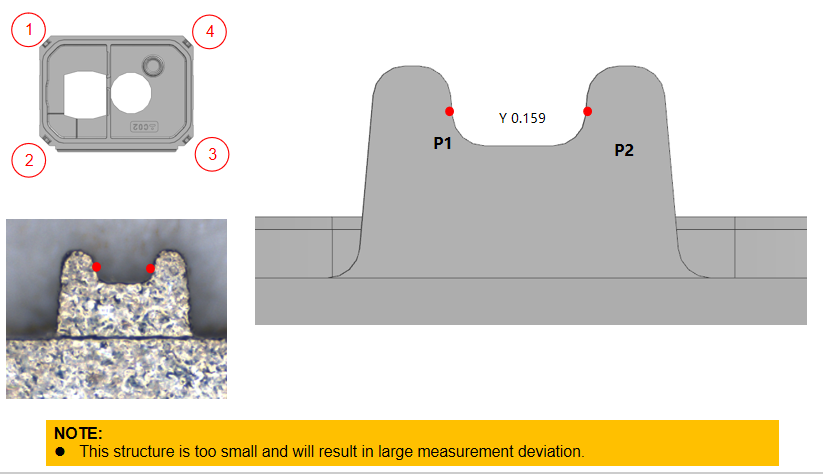 1
4
2
3
Y 0.159
P1
P2
NOTE:
● This structure is too small and will result in large measurement deviation.